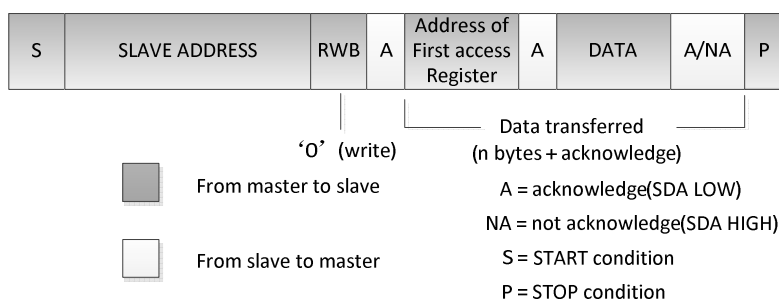 S SLAVE ADDRESS RWB A Address of First access Register A DATA A/NA P
‘0’ (write)
Data transferred
(n bytes + acknowledge)
From master to slave
A = acknowledge(SDA LOW)
NA = not acknowledge(SDA HIGH)
From slave to master
S = START condition
P = STOP condition